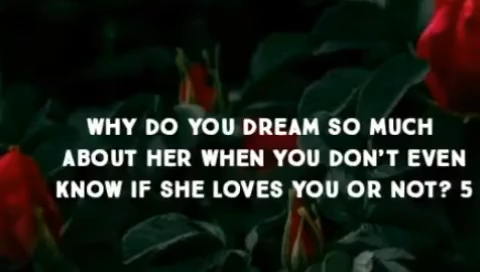 WHY DO YOU DREAM SO MUCH
ABOUT HER WHEN YOU DON'T EVEN
KNOW IF SHE LOVES YOU OR NOT? 5